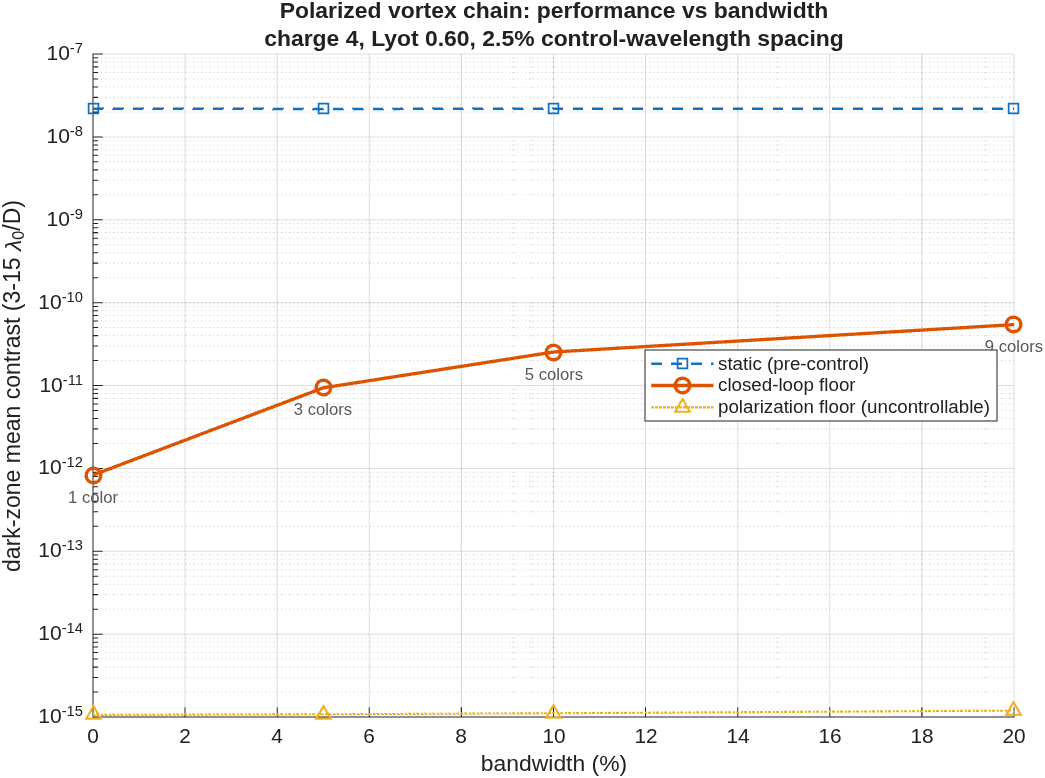 Polarized vortex chain: performance vs bandwidth
charge 4, Lyot 0.60, 2.5% control-wavelength spacing
dark-zone mean contrast (3-15 λ₀/D)
10⁻⁷
10⁻⁸
10⁻⁹
10⁻¹⁰
10⁻¹¹
10⁻¹²
10⁻¹³
10⁻¹⁴
10⁻¹⁵
1 color
3 colors
5 colors
9 colors
static (pre-control)
closed-loop floor
polarization floor (uncontrollable)
0 2 4 6 8 10 12 14 16 18 20
bandwidth (%)